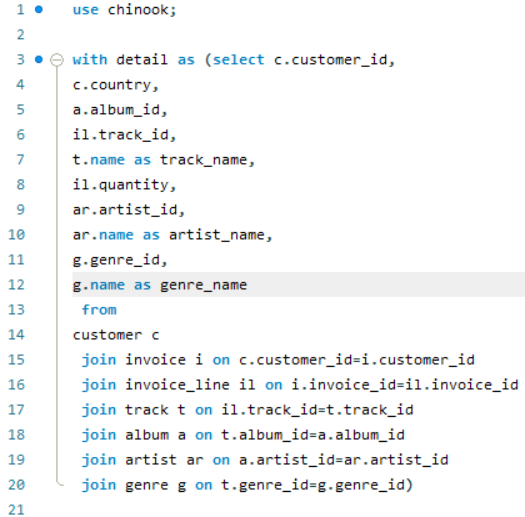 1 use chinook;
2
3 with detail as (select c.customer_id,
4 c.country,
5 a.album_id,
6 il.track_id,
7 t.name as track_name,
8 il.quantity,
9 ar.artist_id,
10 ar.name as artist_name,
11 g.genre_id,
12 g.name as genre_name
13 from
14 customer c
15 join invoice i on c.customer_id=i.customer_id
16 join invoice_line il on i.invoice_id=il.invoice_id
17 join track t on il.track_id=t.track_id
18 join album a on t.album_id=a.album_id
19 join artist ar on a.artist_id=ar.artist_id
20 join genre g on t.genre_id=g.genre_id)
21